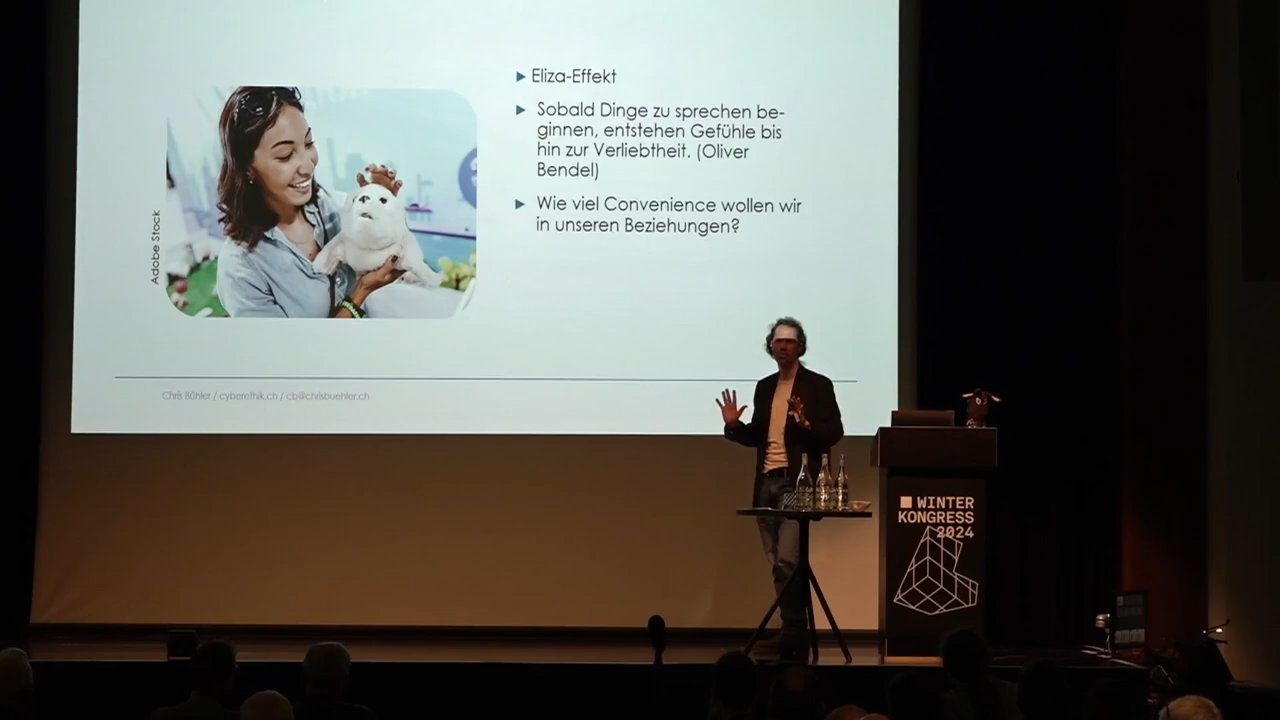 Adobe Stock
► Eliza-Effekt
► Sobald Dinge zu sprechen be-
ginnen, entstehen Gefühle bis
hin zur Verliebtheit. (Oliver
Bendel)
► Wie viel Convenience wollen wir
in unseren Beziehungen?
Chris Bühler / cyberethik.ch / cb@chrisbuehler.ch
WINTER
KONGRESS
2024